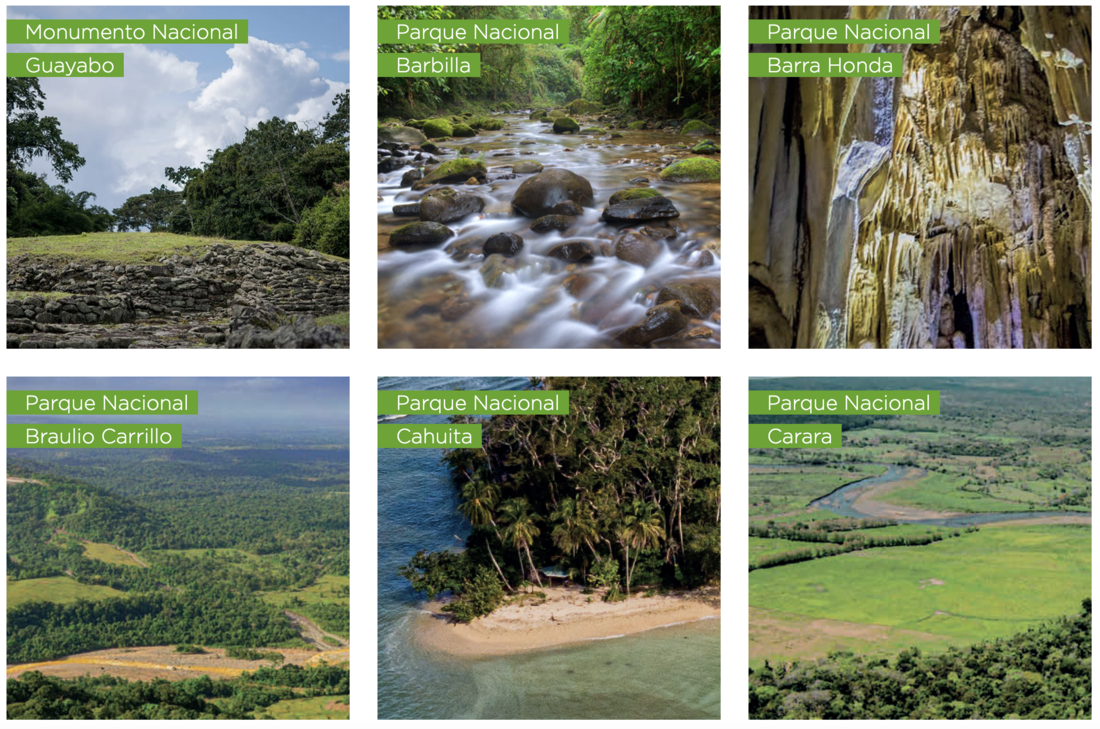 Monumento Nacional
Guayabo
Parque Nacional
Barbilla
Parque Nacional
Barra Honda
Parque Nacional
Braulio Carrillo
Parque Nacional
Cahuita
Parque Nacional
Carara